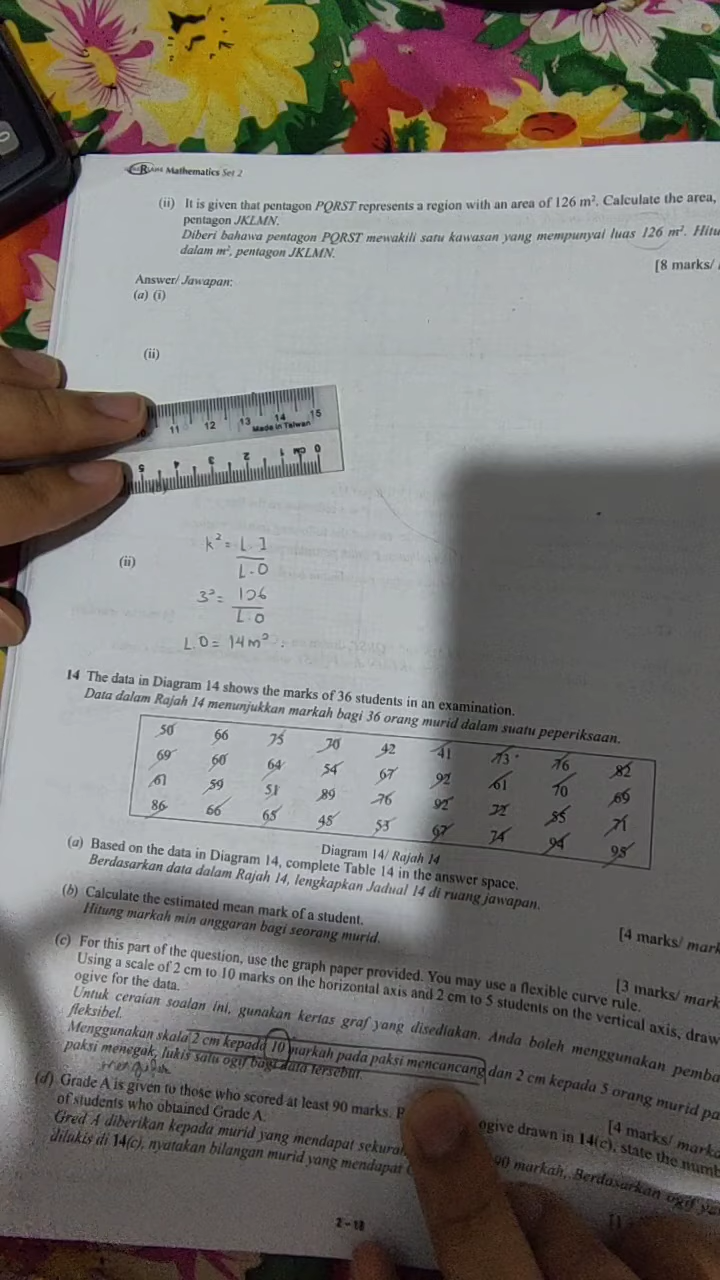 Mathematics Set 2
(ii) It is given that pentagon PQRST represents a region with an area of 126 m². Calculate the area,
pentagon JKLMN.
Diberi bahawa pentagon PQRST mewakili satu kawasan yang mempunyai luas 126 m². Hitu
dalam m², pentagon JKLMN.
[8 marks/
Answer/ Jawapan:
(a) (i)
(ii)
11 12 13 14 15
Made in Taiwan
5 4 3 2 1 CM 0
k² = L.I
L.O
(ii)
3² = 126
L.O
L.O = 14m²
14 The data in Diagram 14 shows the marks of 36 students in an examination.
Data dalam Rajah 14 menunjukkan markah bagi 36 orang murid dalam suatu peperiksaan.
50 66 75 70 42 41 73 76 82
69 60 64 54 67 92 61 70 69
61 59 51 89 76 92 72 55 71
86 66 65 45 53 67 74 94 95
Diagram 14/ Rajah 14
(a) Based on the data in Diagram 14, complete Table 14 in the answer space.
Berdasarkan data dalam Rajah 14, lengkapkan Jadual 14 di ruang jawapan.
[4 marks/ mark
(b) Calculate the estimated mean mark of a student.
Hitung markah min anggaran bagi seorang murid.
[3 marks/ mark
(c) For this part of the question, use the graph paper provided. You may use a flexible curve rule.
Using a scale of 2 cm to 10 marks on the horizontal axis and 2 cm to 5 students on the vertical axis, draw
ogive for the data.
Untuk ceraian soalan ini, gunakan kertas graf yang disediakan. Anda boleh menggunakan pemba
fleksibel.
Menggunakan skala 2 cm kepada 10 markah pada paksi mencancang dan 2 cm kepada 5 orang murid pa
paksi menegak, lukis satu ogif bagi data tersebut.
[4 marks/ marka
(d) Grade A is given to those who scored at least 90 marks. ogive drawn in 14(c), state the numb
of students who obtained Grade A.
Gred A diberikan kepada murid yang mendapat 90 markah. Berdasarkan ogif
dilukis di 14(c), nyatakan bilangan murid yang mendapat
2 - 18